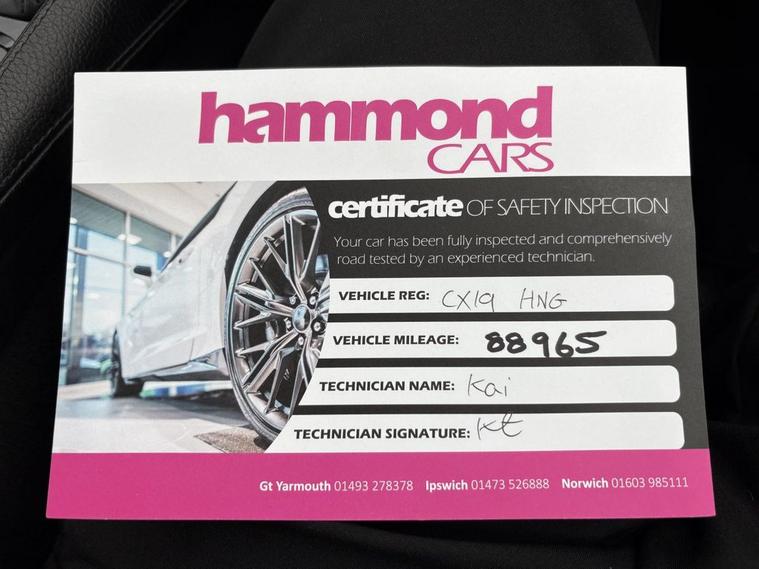 hammond
CARS
certificate OF SAFETY INSPECTION
Your car has been fully inspected and comprehensively
road tested by an experienced technician.
VEHICLE REG: CX19 HNG
VEHICLE MILEAGE: 88965
TECHNICIAN NAME: Kai
TECHNICIAN SIGNATURE: Kt
Gt Yarmouth 01493 278378 Ipswich 01473 526888 Norwich 01603 985111